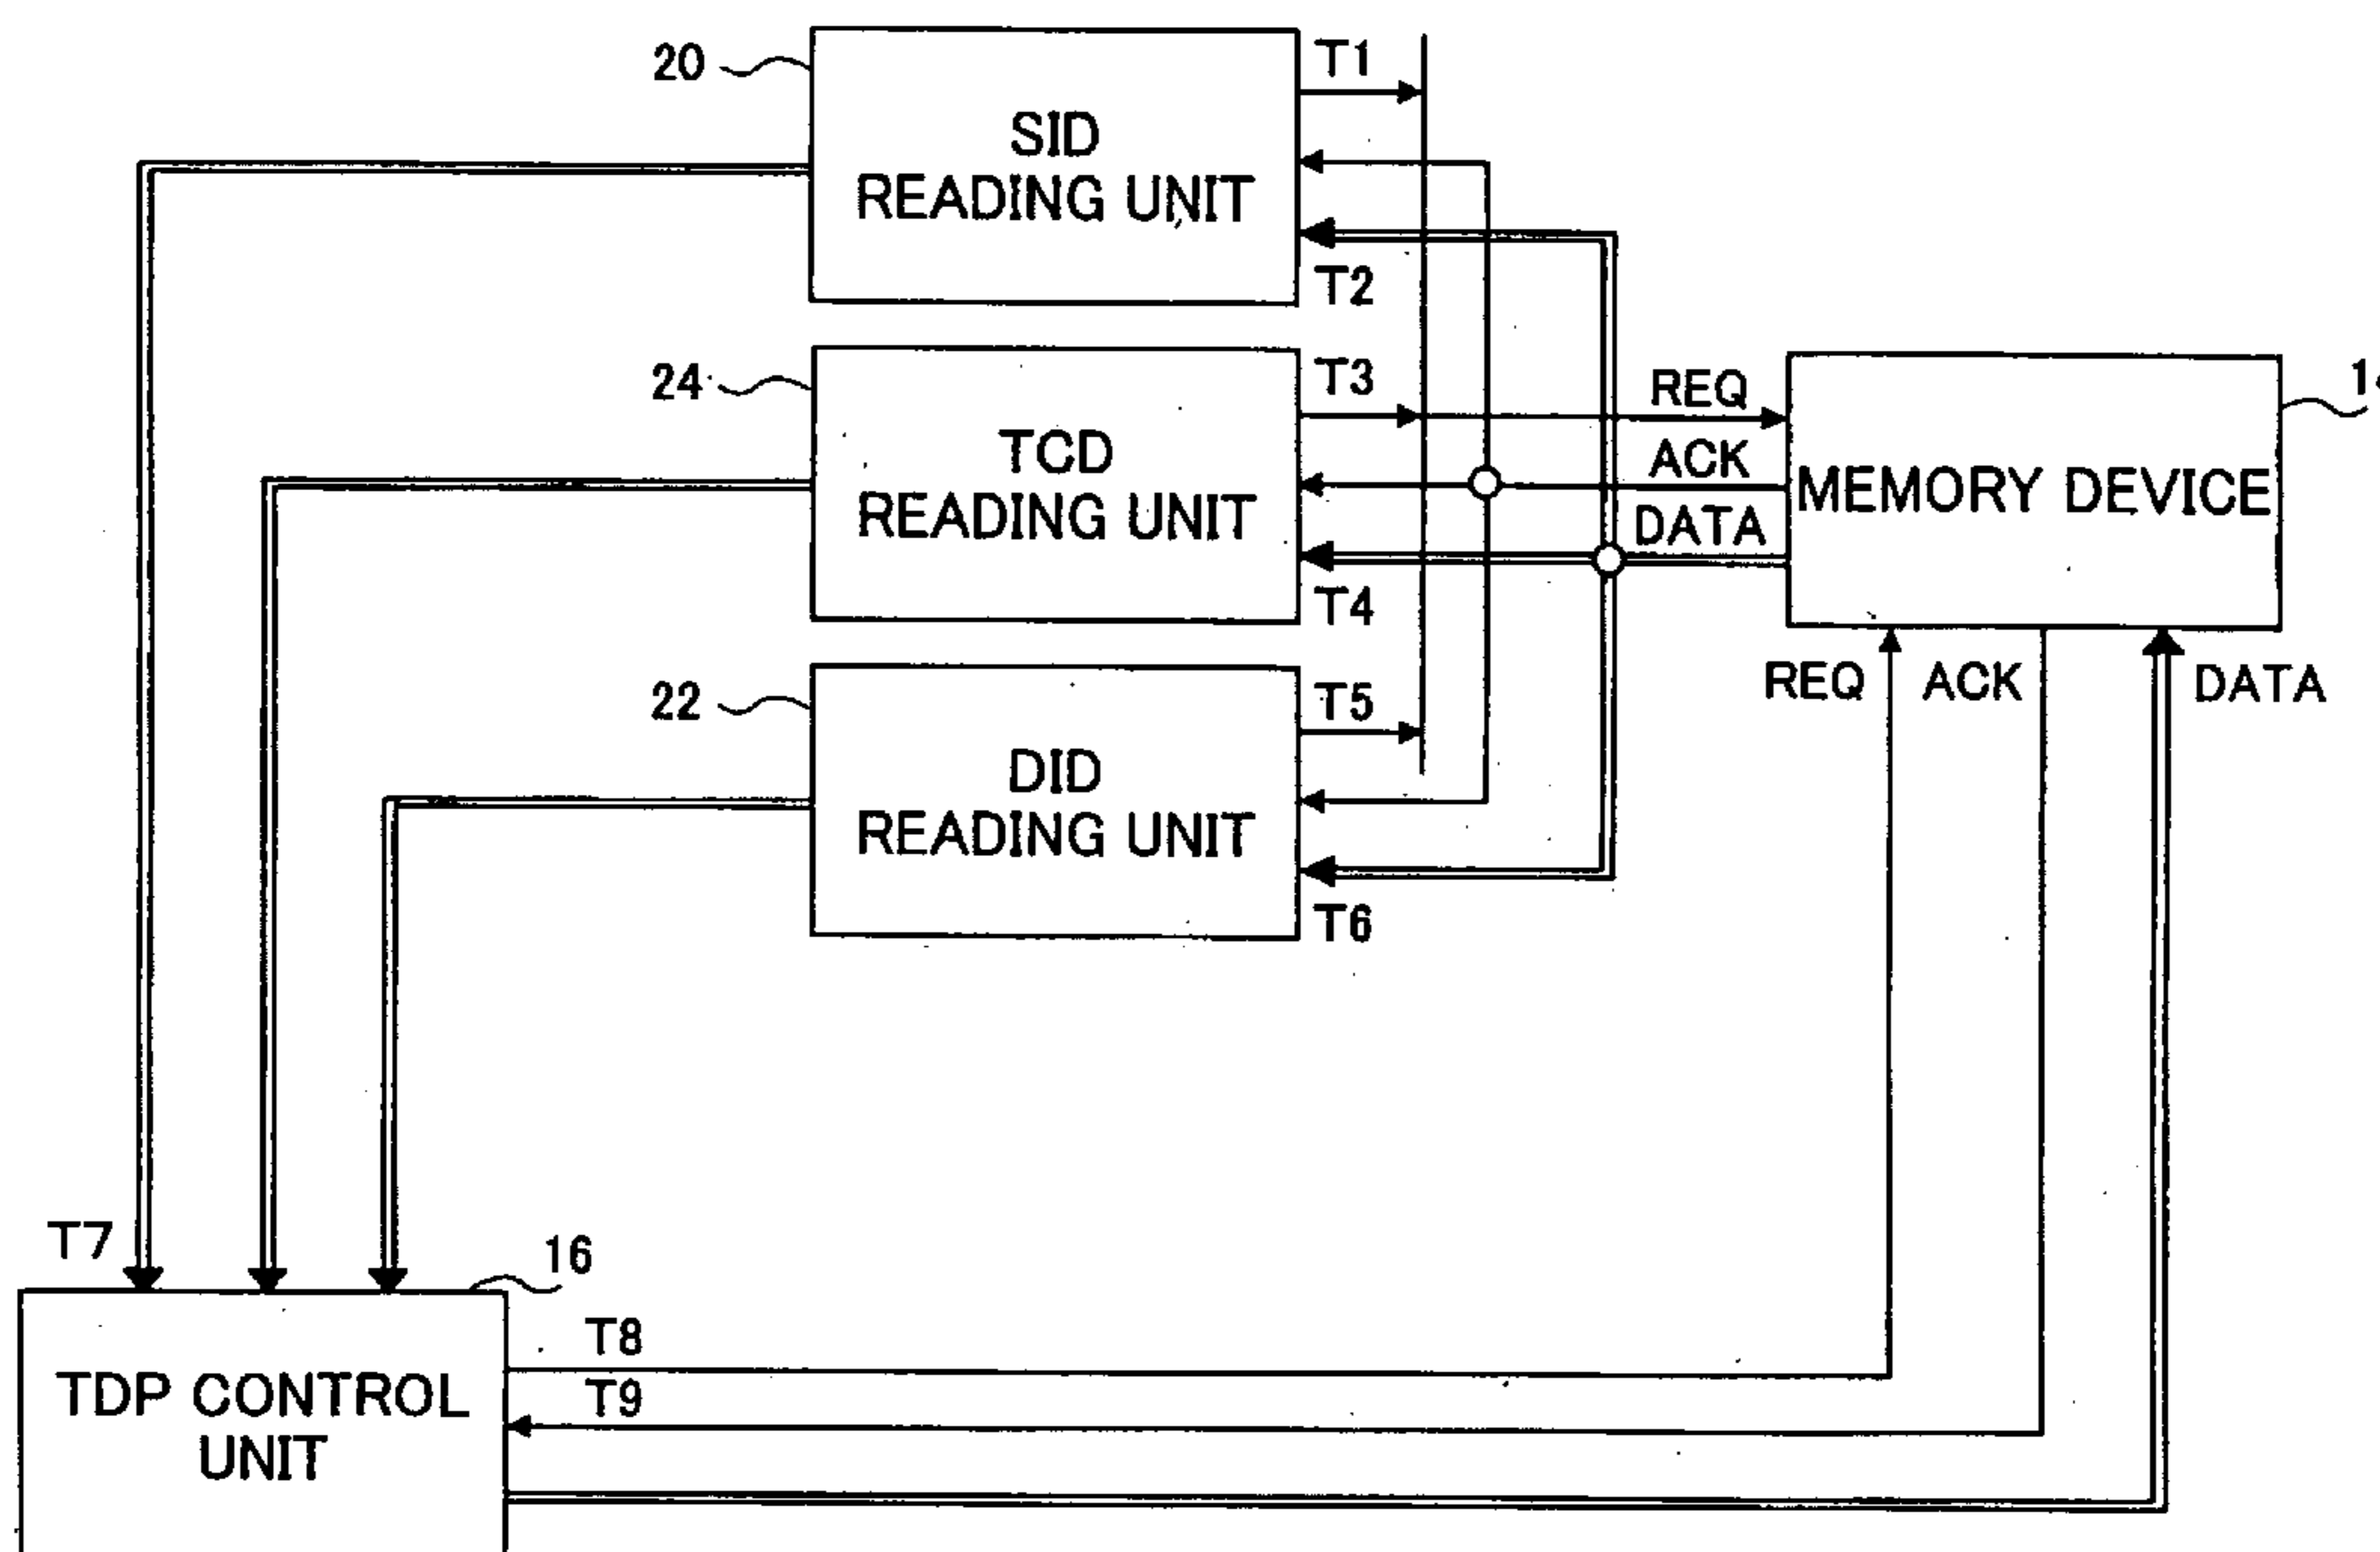 20
T1
SID
READING UNIT
T2
24
T3
TCD
READING UNIT
T4
REQ
ACK
DATA
MEMORY DEVICE
22
T5
DID
READING UNIT
T6
REQ
ACK
DATA
T7
16
TDP CONTROL
UNIT
T8
T9